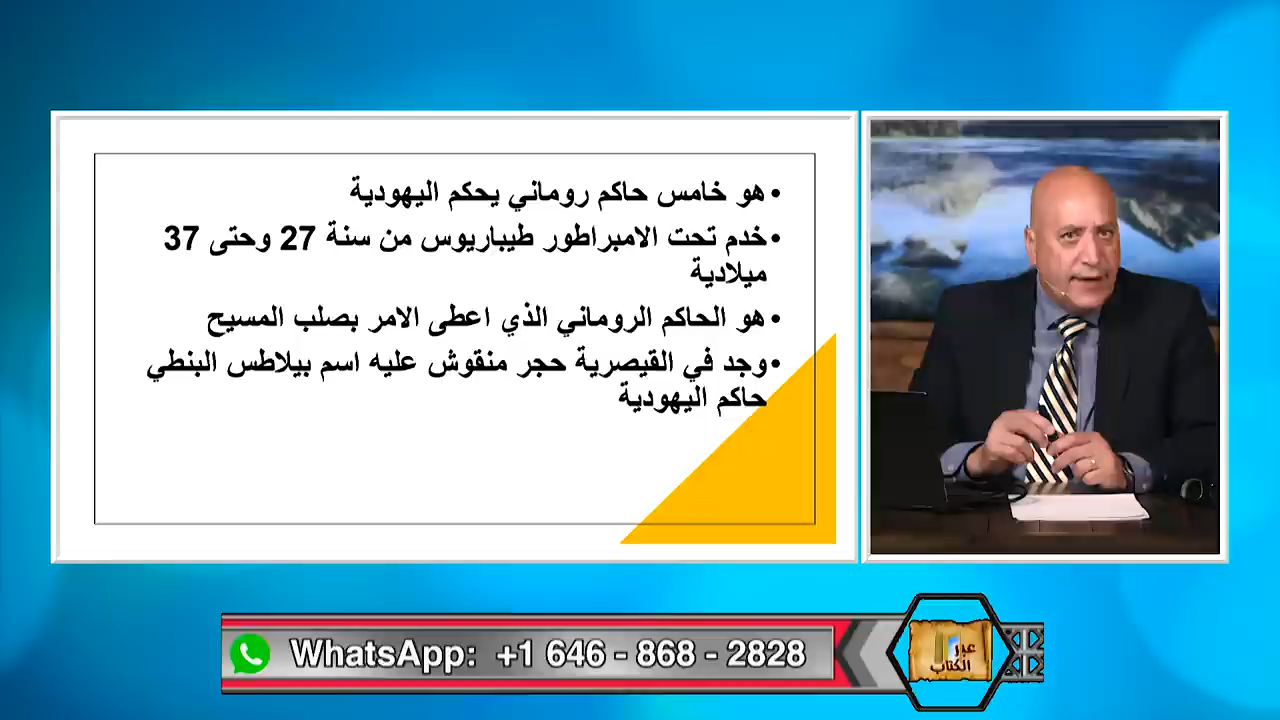 • هو خامس حاكم روماني يحكم اليهودية
• خدم تحت الامبراطور طيباريوس من سنة 27 وحتى 37
ميلادية
• هو الحاكم الروماني الذي اعطى الامر بصلب المسيح
• وجد في القيصرية حجر منقوش عليه اسم بيلاطس البنطي
حاكم اليهودية
WhatsApp: +1 646 - 868 - 2828
عبر
الكتاب